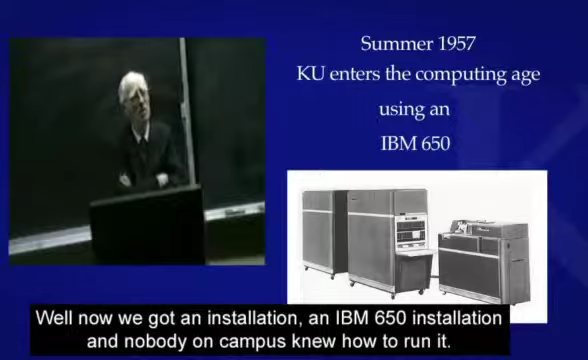 Summer 1957
KU enters the computing age
using an
IBM 650
Well now we got an installation, an IBM 650 installation
and nobody on campus knew how to run it.